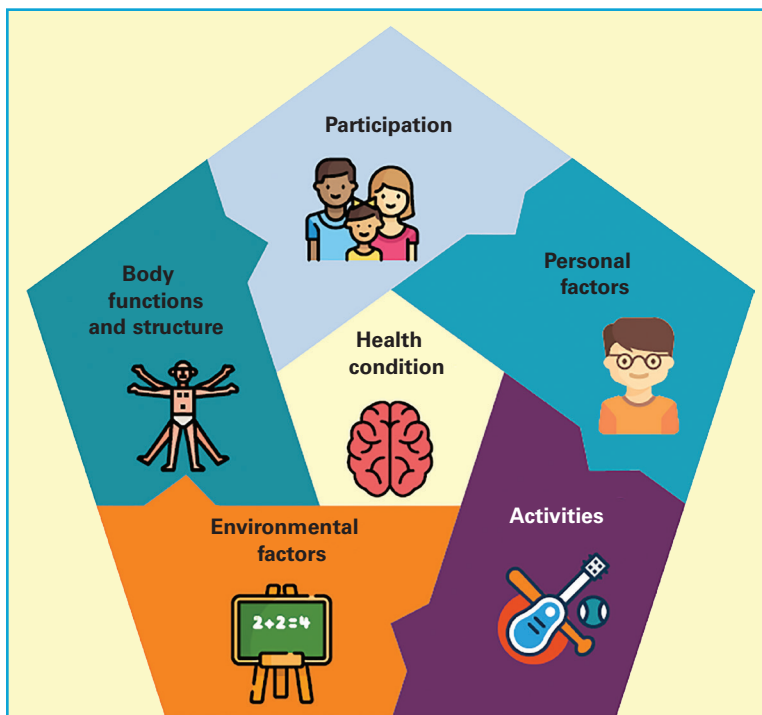 Participation
Personal
factors
Body
functions
and structure
Health
condition
Activities
Environmental
factors
2+2=4